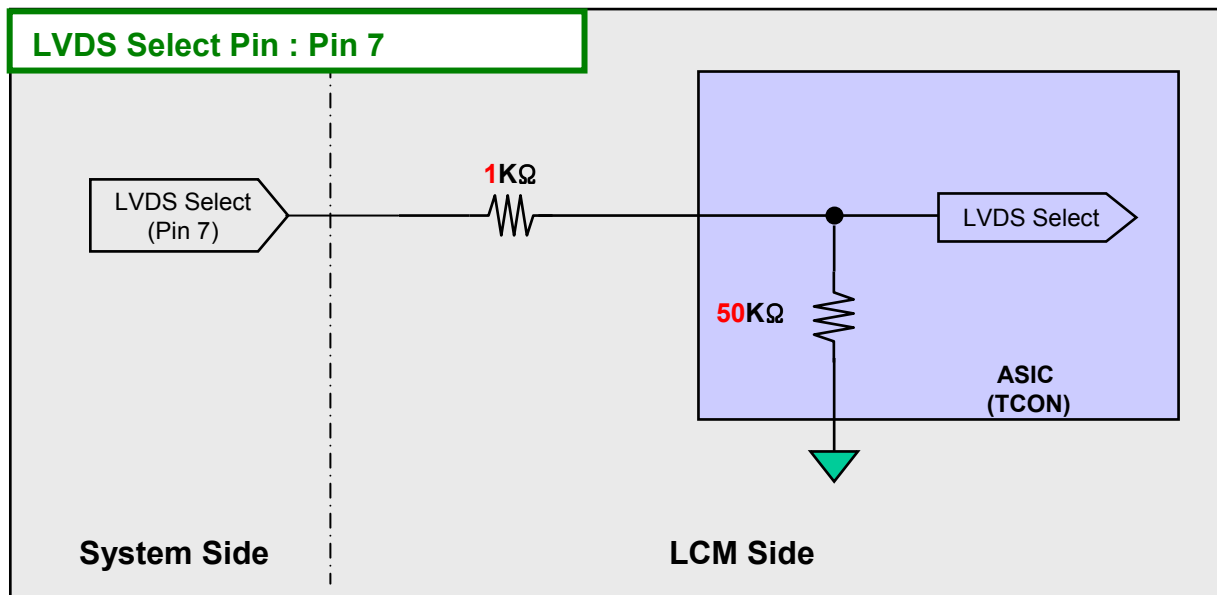 LVDS Select Pin : Pin 7
LVDS Select
(Pin 7)
1KΩ
LVDS Select
50KΩ
ASIC
(TCON)
System Side
LCM Side